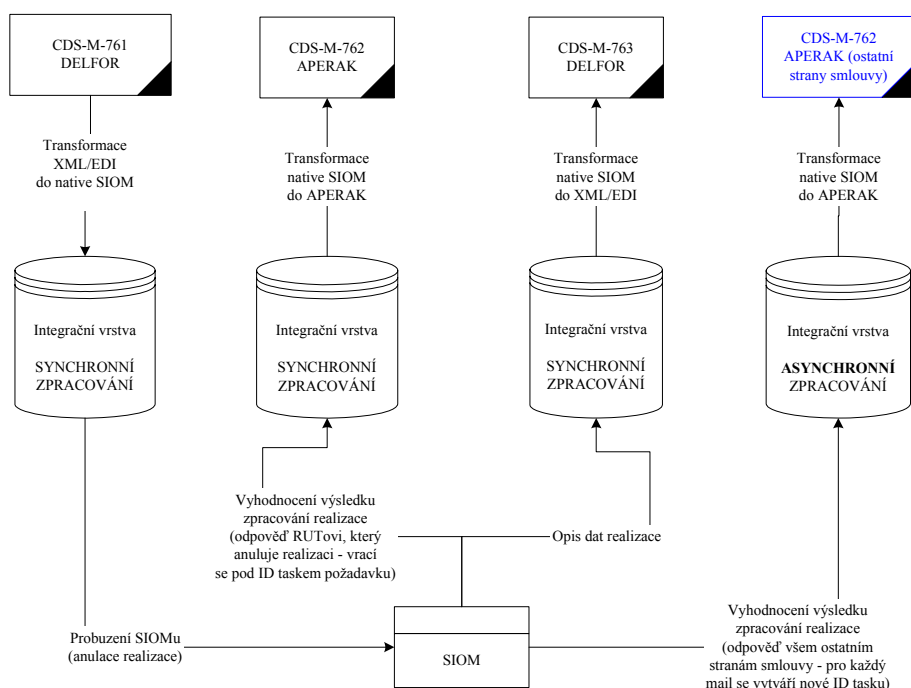 CDS-M-761
DELFOR
CDS-M-762
APERAK
CDS-M-763
DELFOR
CDS-M-762
APERAK (ostatní
strany smlouvy)
Transformace
XML/EDI
do native SIOM
Transformace
native SIOM
do APERAK
Transformace
native SIOM
do XML/EDI
Transformace
native SIOM
do APERAK
Integrační vrstva
SYNCHRONNÍ
ZPRACOVÁNÍ
Integrační vrstva
SYNCHRONNÍ
ZPRACOVÁNÍ
Integrační vrstva
SYNCHRONNÍ
ZPRACOVÁNÍ
Integrační vrstva
ASYNCHRONNÍ
ZPRACOVÁNÍ
Vyhodnocení výsledku
zpracování realizace
(odpověď RUTovi, který
anuluje realizaci - vrací
se pod ID taskem požadavku)
Opis dat realizace
Probuzení SIOMu
(anulace realizace)
SIOM
Vyhodnocení výsledku
zpracování realizace
(odpověď všem ostatním
stranám smlouvy - pro každý
mail se vytváří nové ID tasku)